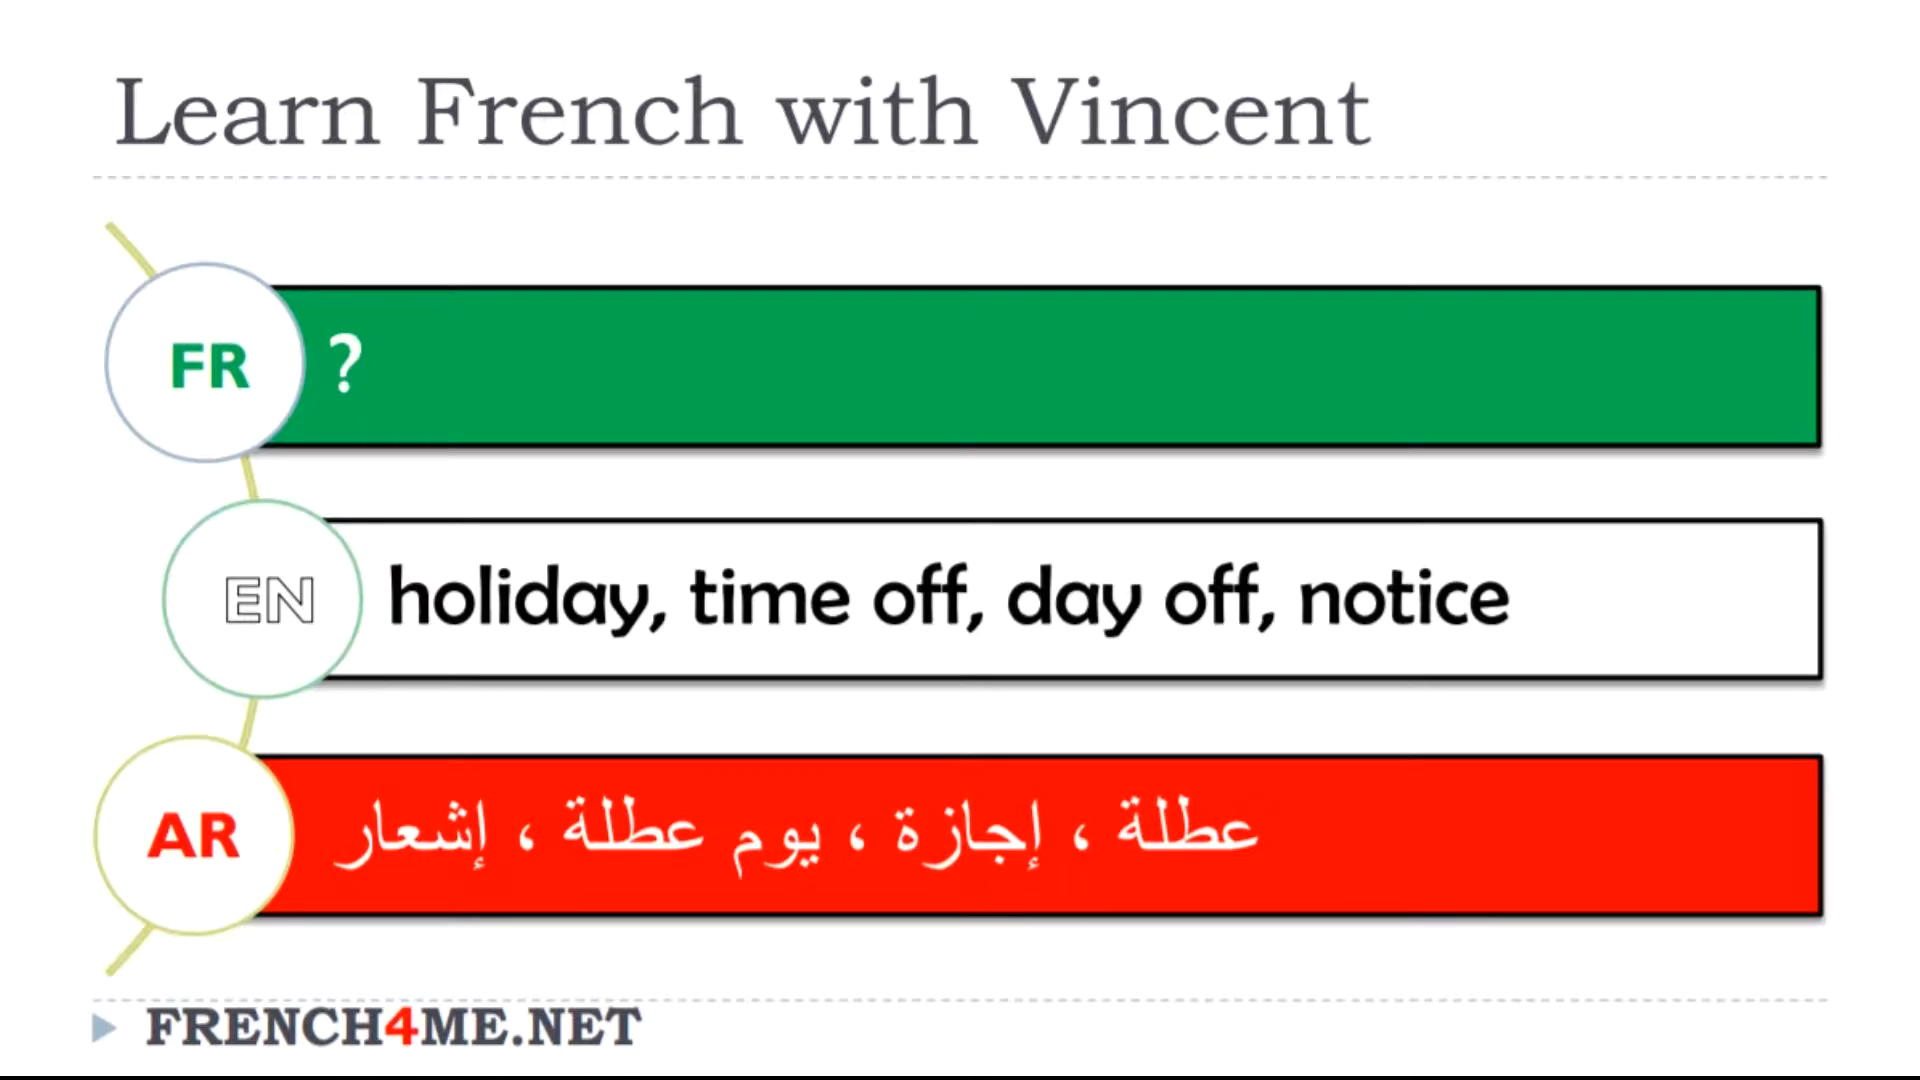 Learn French with Vincent
FR ?
EN holiday, time off, day off, notice
AR عطلة ، إجازة ، يوم عطلة ، إشعار
FRENCH4ME.NET